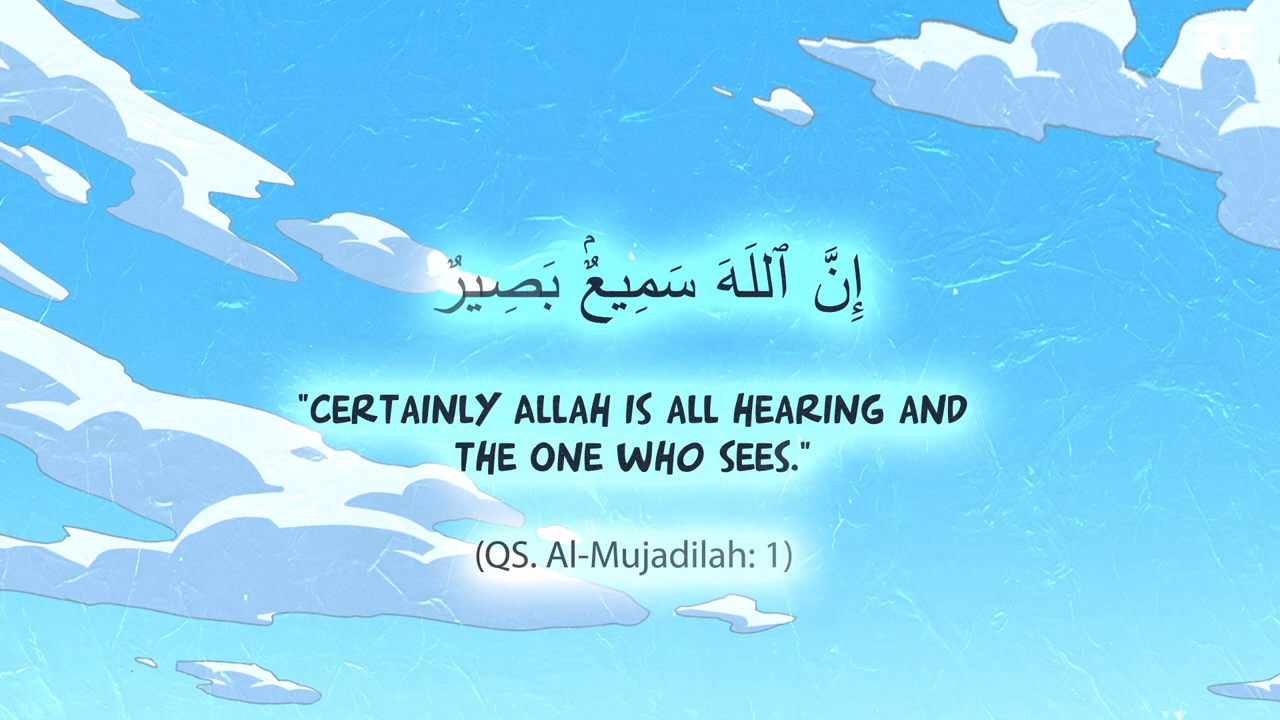 إِنَّ ٱللَهَ سَمِيعٌۢ بَصِيرٌ
"CERTAINLY ALLAH IS ALL HEARING AND
THE ONE WHO SEES."
(QS. Al-Mujadilah: 1)